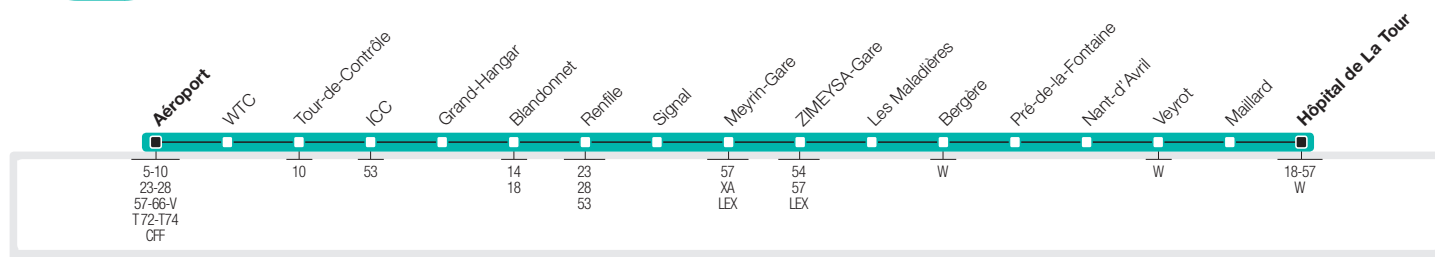 Aéroport
WTC
Tour-de-Contrôle
ICC
Grand-Hangar
Blandonnet
Renfile
Signal
Meyrin-Gare
ZIMEYSA-Gare
Les Maladières
Bergère
Pré-de-la-Fontaine
Nant-d'Avril
Veyrot
Maillard
Hôpital de La Tour
5-10
23-28
57-66-V
T72-T74
CFF
10
53
14
18
23
28
53
57
XA
LEX
54
57
LEX
W
W
18-57
W